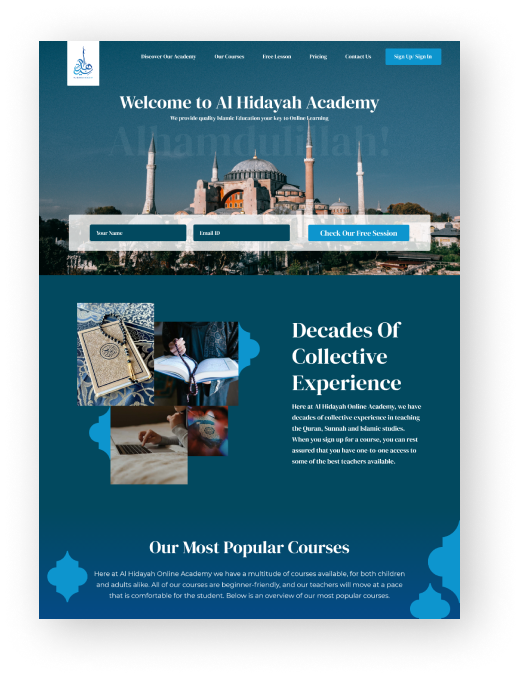 Discover Our Academy
Our Courses
Free Lesson
Pricing
Contact Us
Sign Up/ Sign In
Welcome to Al Hidayah Academy
We provide quality Islamic Education your key to Online Learning
Alhamdulillah!
Your Name
Email ID
Check Our Free Session
Decades Of
Collective
Experience
Here at Al Hidayah Online Academy, we have
decades of collective experience in teaching
the Quran, Sunnah and Islamic studies.
When you sign up for a course, you can rest
assured that you have one-to-one access to
some of the best teachers available.
Our Most Popular Courses
Here at Al Hidayah Online Academy we have a multitude of courses available, for both children
and adults alike. All of our courses are beginner-friendly, and our teachers will move at a pace
that is comfortable for the student. Below is an overview of our most popular courses.